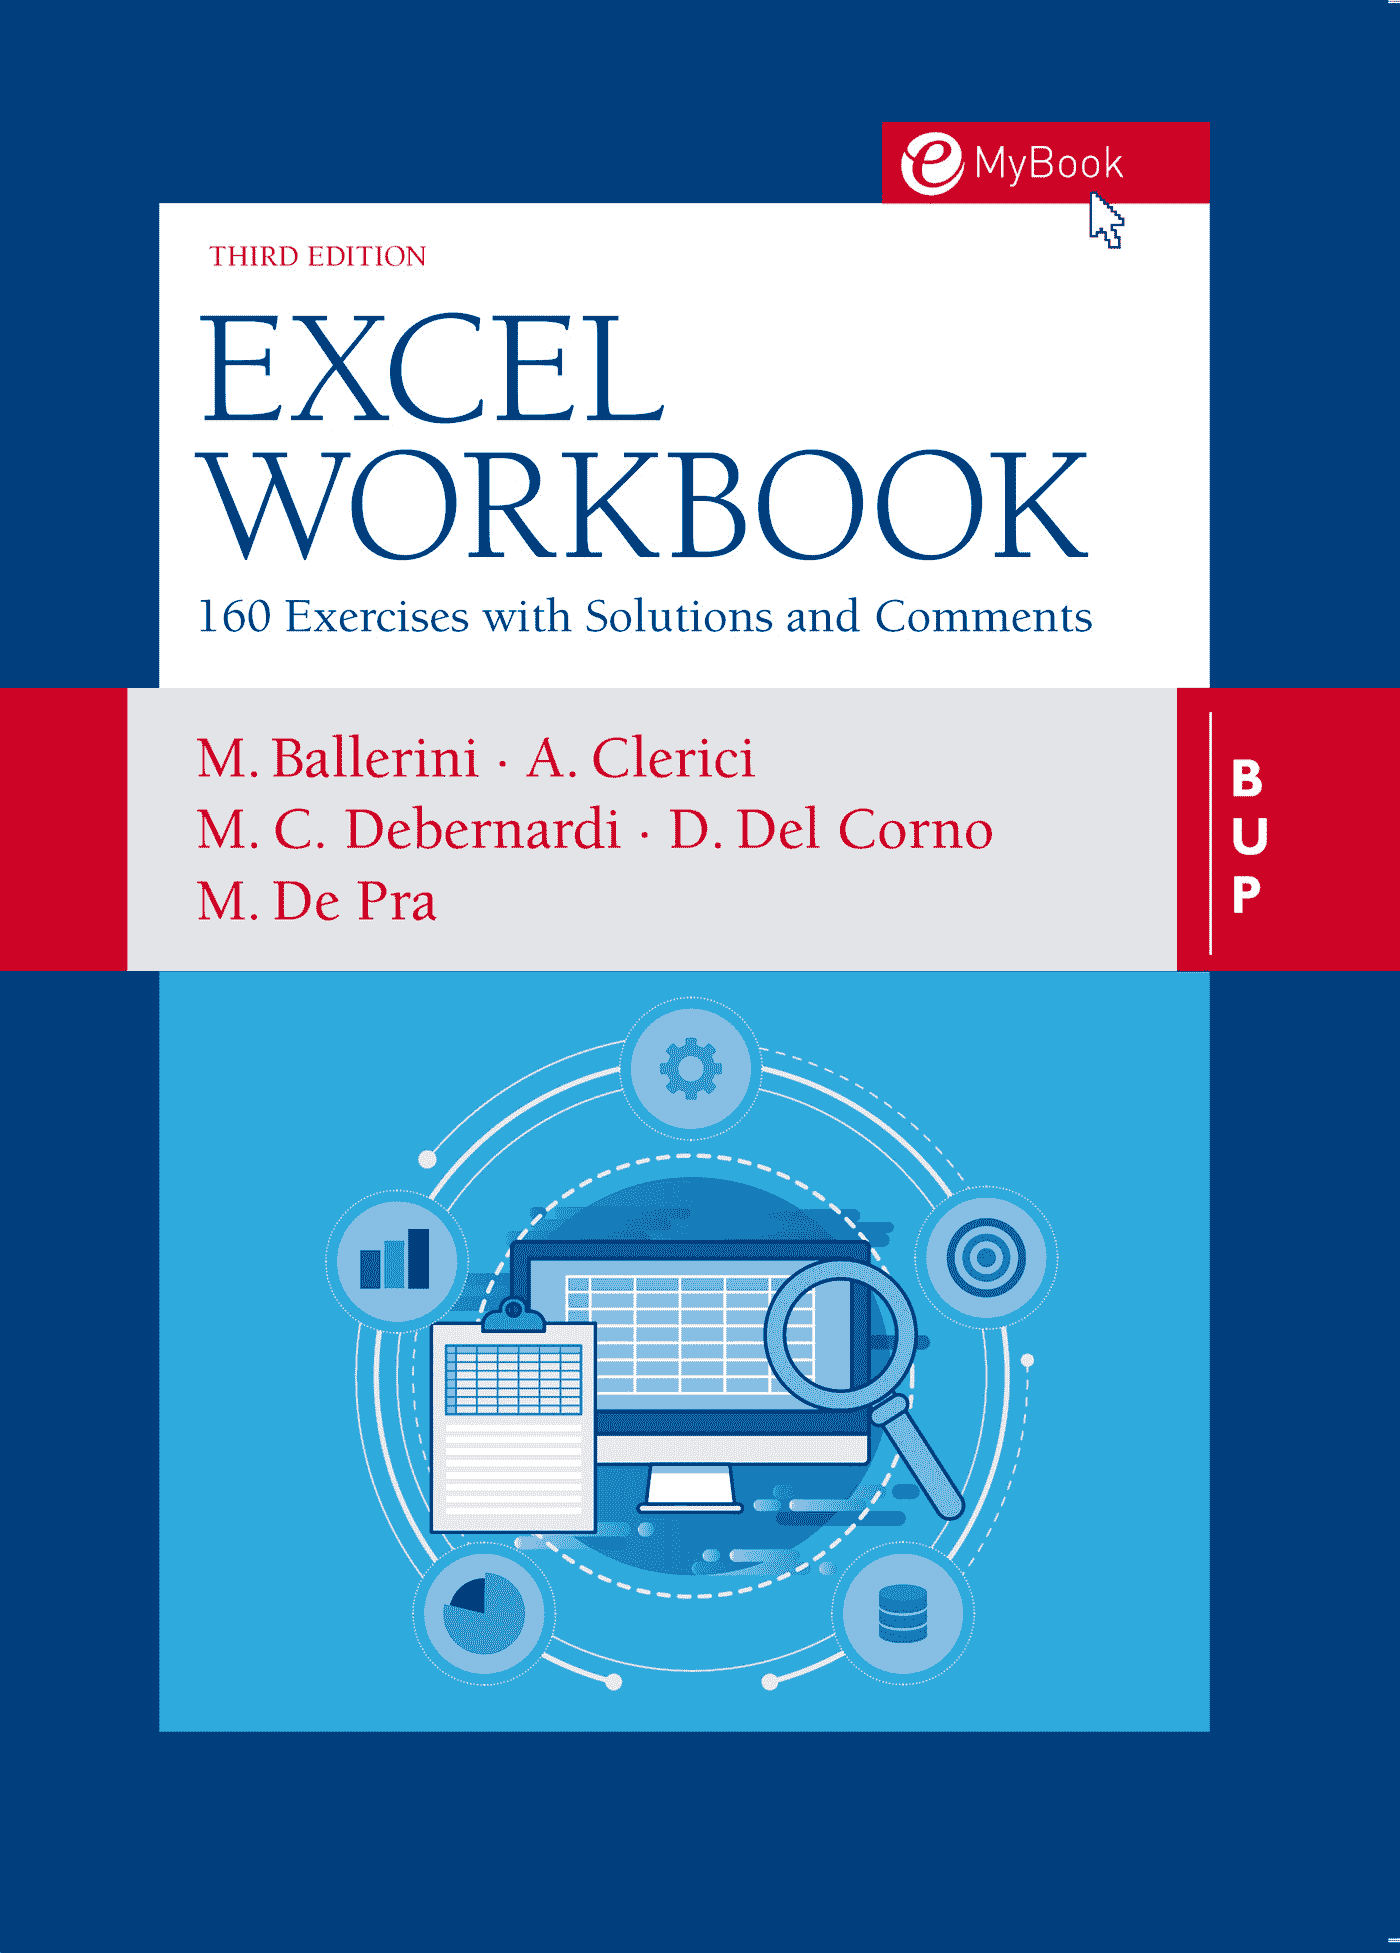 e MyBook
THIRD EDITION
EXCEL
WORKBOOK
160 Exercises with Solutions and Comments
M. Ballerini · A. Clerici
M. C. Debernardi · D. Del Corno
M. De Pra
B
U
P